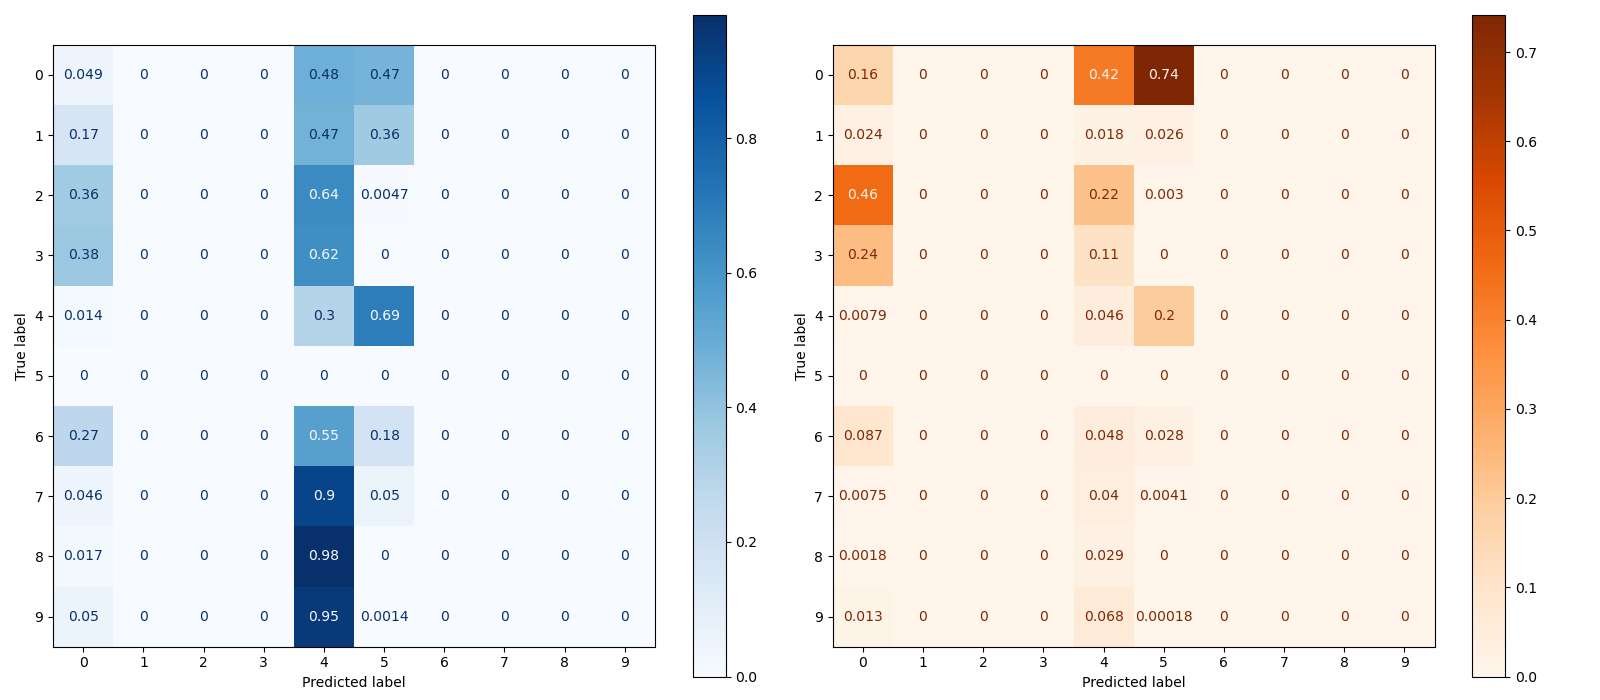 0 0.049 0 0 0 0.48 0.47 0 0 0 0
1 0.17 0 0 0 0.47 0.36 0 0 0 0
2 0.36 0 0 0 0.64 0.0047 0 0 0 0
3 0.38 0 0 0 0.62 0 0 0 0 0
4 0.014 0 0 0 0.3 0.69 0 0 0 0
5 0 0 0 0 0 0 0 0 0 0
6 0.27 0 0 0 0.55 0.18 0 0 0 0
7 0.046 0 0 0 0.9 0.05 0 0 0 0
8 0.017 0 0 0 0.98 0 0 0 0 0
9 0.05 0 0 0 0.95 0.0014 0 0 0 0
0 1 2 3 4 5 6 7 8 9
Predicted label
True label
0.8
0.6
0.4
0.2
0.0
0 0.16 0 0 0 0.42 0.74 0 0 0 0
1 0.024 0 0 0 0.018 0.026 0 0 0 0
2 0.46 0 0 0 0.22 0.003 0 0 0 0
3 0.24 0 0 0 0.11 0 0 0 0 0
4 0.0079 0 0 0 0.046 0.2 0 0 0 0
5 0 0 0 0 0 0 0 0 0 0
6 0.087 0 0 0 0.048 0.028 0 0 0 0
7 0.0075 0 0 0 0.04 0.0041 0 0 0 0
8 0.0018 0 0 0 0.029 0 0 0 0 0
9 0.013 0 0 0 0.068 0.00018 0 0 0 0
0 1 2 3 4 5 6 7 8 9
Predicted label
True label
0.7
0.6
0.5
0.4
0.3
0.2
0.1
0.0